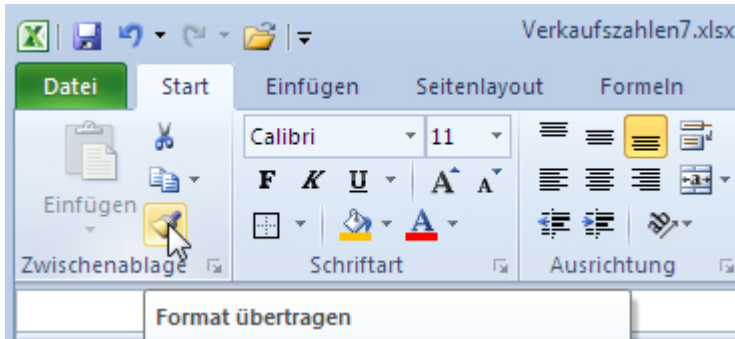 Verkaufszahlen7.xlsx
Datei Start Einfügen Seitenlayout Formeln
Calibri 11
F K U A A a
Einfügen
A
Zwischenablage Schriftart Ausrichtung
Format übertragen